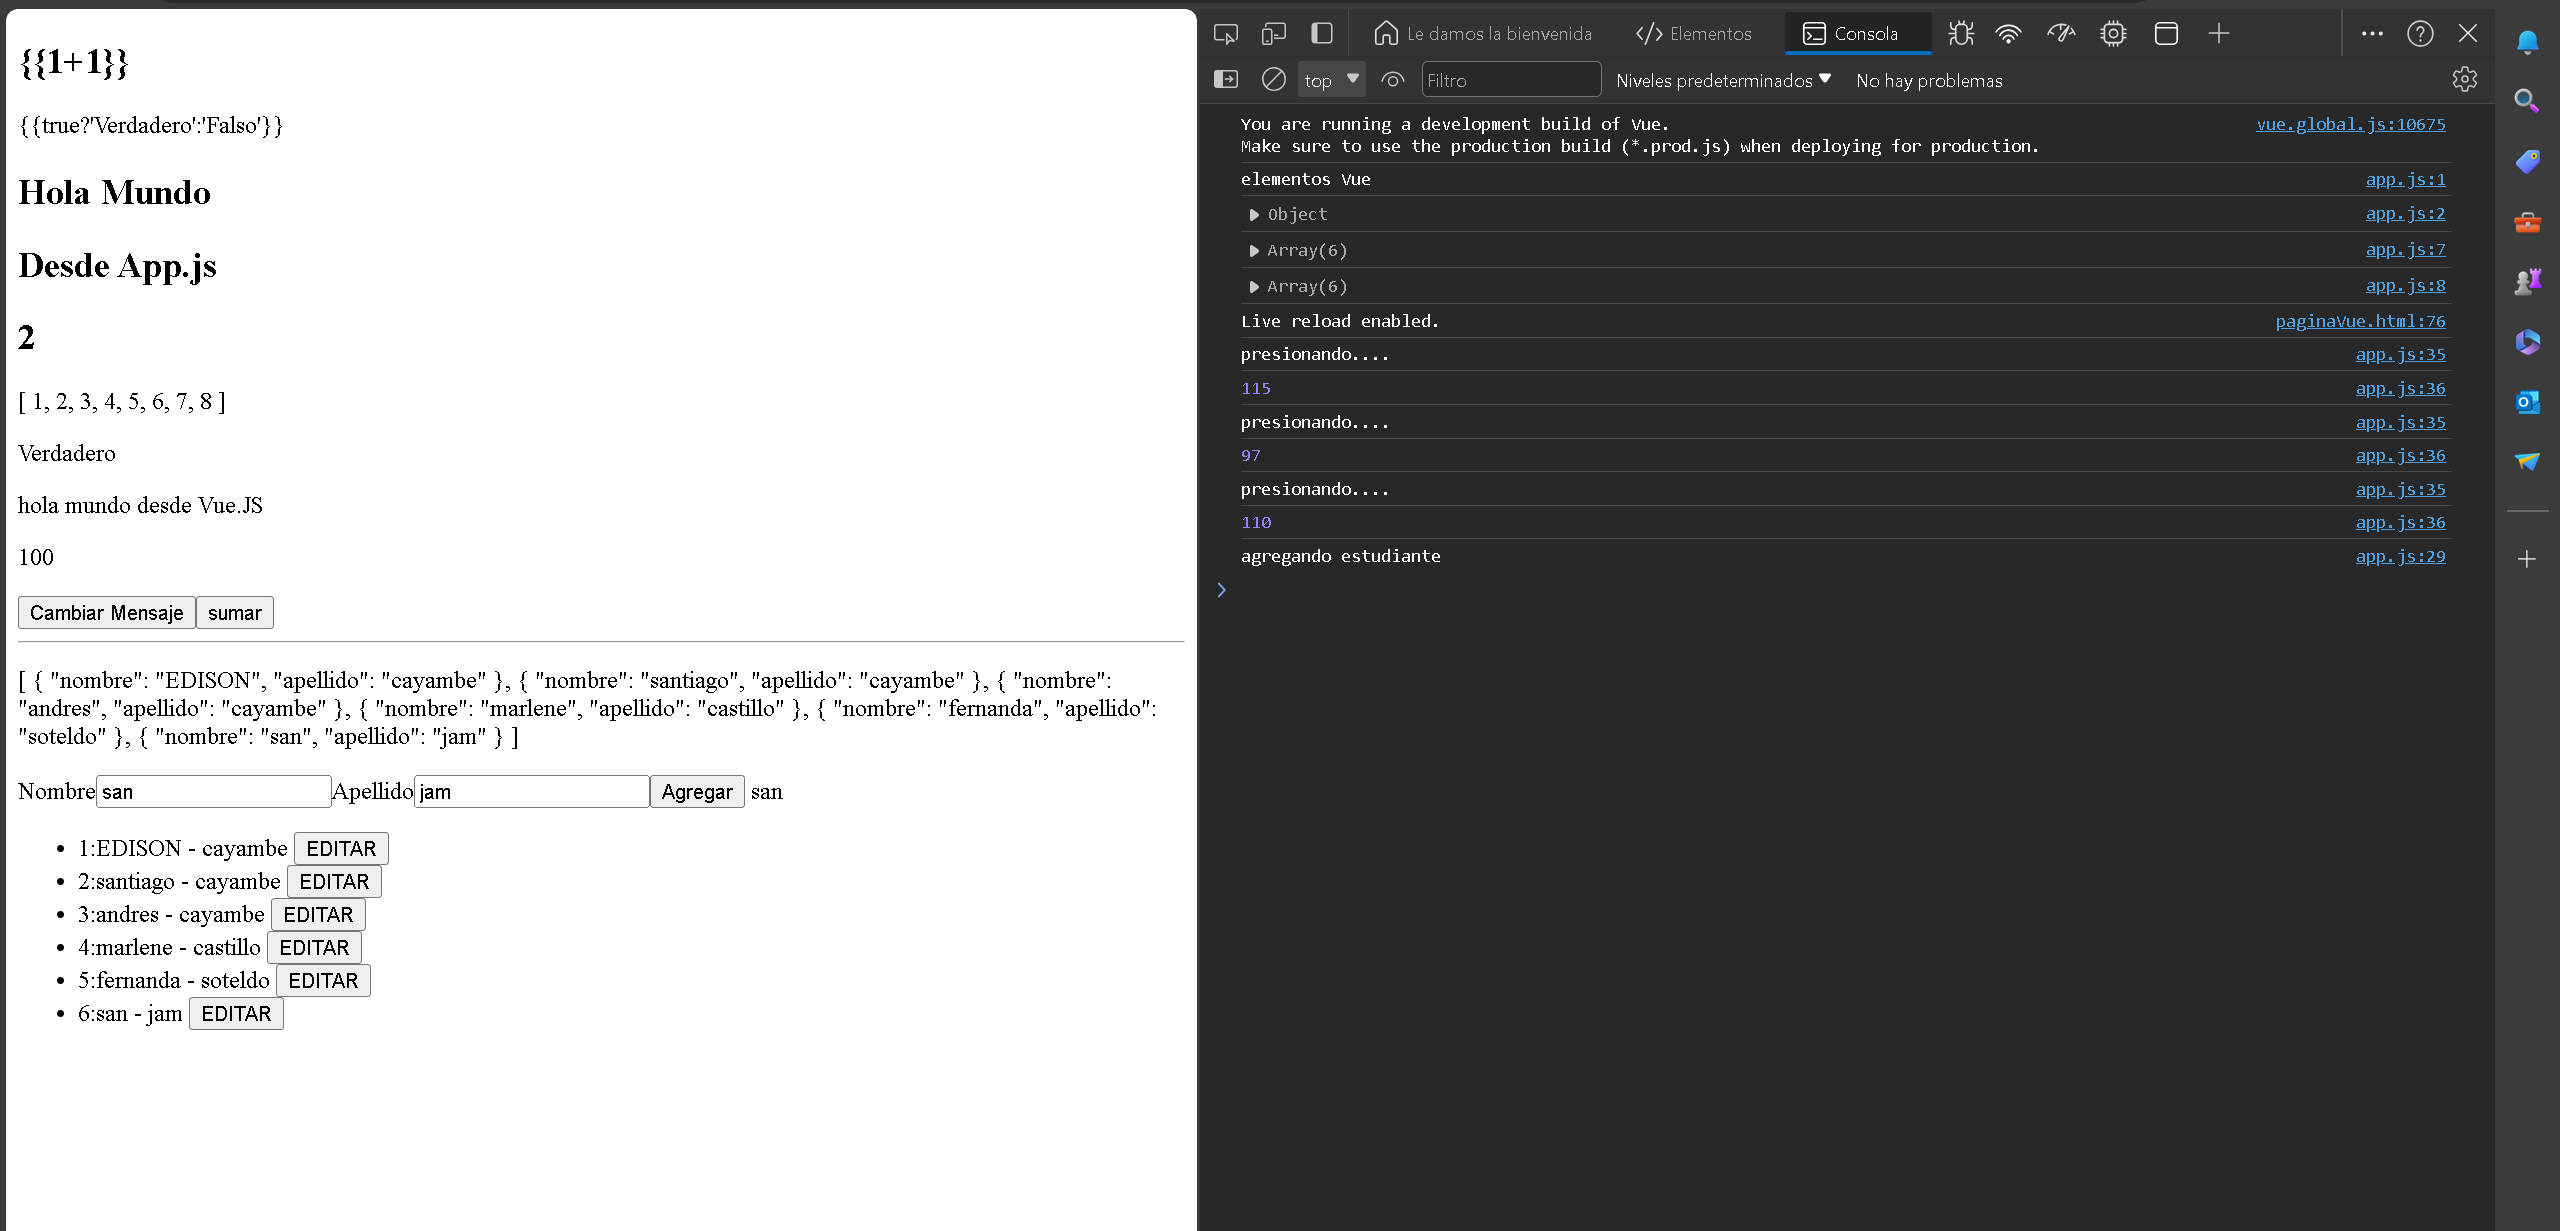 {{1+1}}
{{true?'Verdadero':'Falso'}}
Hola Mundo
Desde App.js
2
[ 1, 2, 3, 4, 5, 6, 7, 8 ]
Verdadero
hola mundo desde Vue.JS
100
Cambiar Mensaje sumar
[ { "nombre": "EDISON", "apellido": "cayambe" }, { "nombre": "santiago", "apellido": "cayambe" }, { "nombre":
"andres", "apellido": "cayambe" }, { "nombre": "marlene", "apellido": "castillo" }, { "nombre": "fernanda", "apellido":
"soteldo" }, { "nombre": "san", "apellido": "jam" } ]
Nombre san Apellido jam Agregar san
1:EDISON - cayambe EDITAR
2:santiago - cayambe EDITAR
3:andres - cayambe EDITAR
4:marlene - castillo EDITAR
5:fernanda - soteldo EDITAR
6:san - jam EDITAR
Le damos la bienvenida Elementos Consola
top Filtro Niveles predeterminados No hay problemas
You are running a development build of Vue. vue.global.js:10675
Make sure to use the production build (*.prod.js) when deploying for production.
elementos Vue app.js:1
Object app.js:2
Array(6) app.js:7
Array(6) app.js:8
Live reload enabled. paginaVue.html:76
presionando.... app.js:35
115 app.js:36
presionando.... app.js:35
97 app.js:36
presionando.... app.js:35
110 app.js:36
agregando estudiante app.js:29